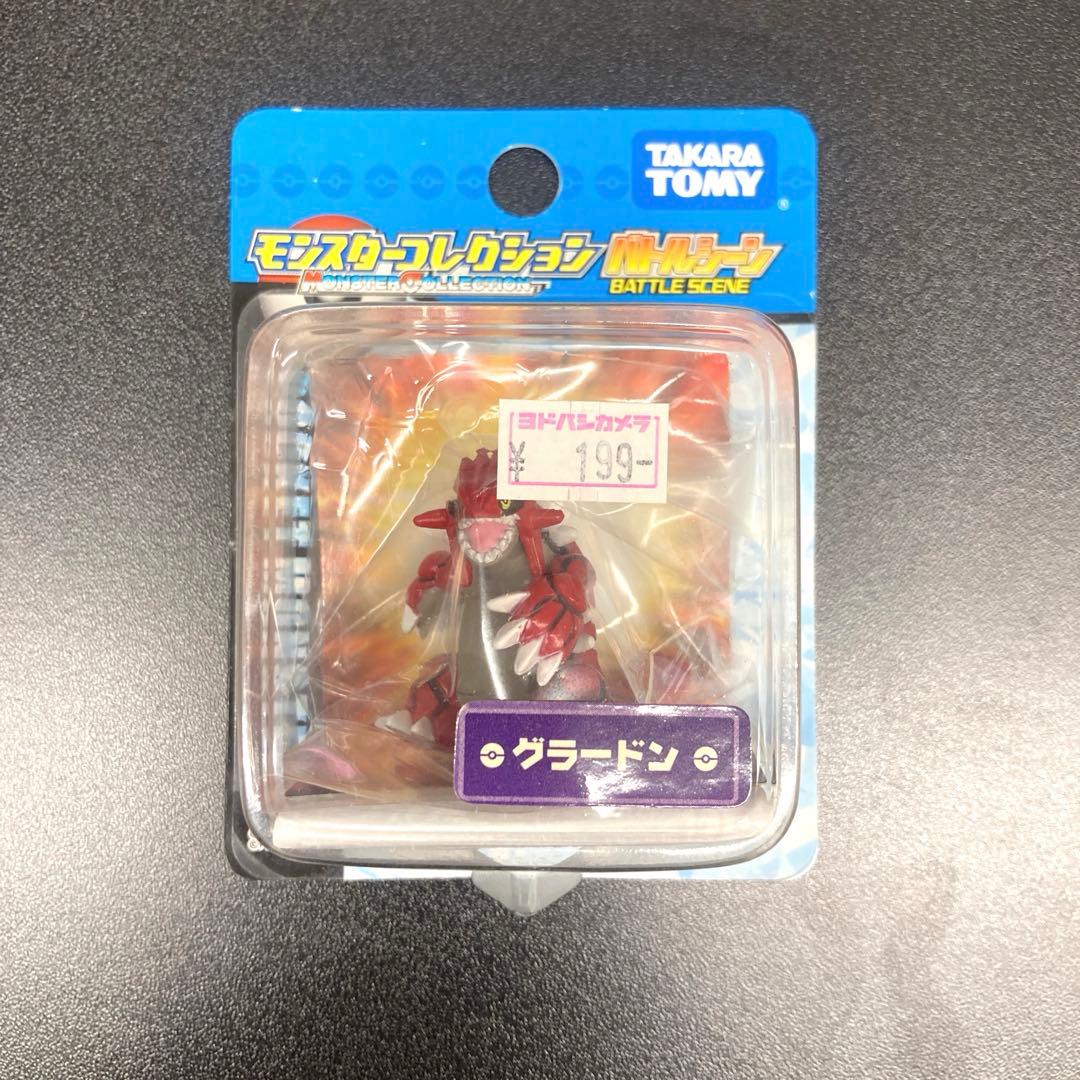 TAKARA
TOMY
®
モンスターコレクション バトルシーン
MONSTER COLLECTION BATTLE SCENE
ヨドバシカメラ
¥ 199-
グラードン
©